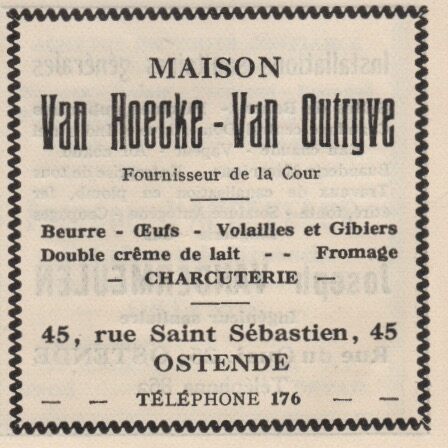 MAISON
Van Hoecke - Van Outryve
Fournisseur de la Cour
Beurre - Œufs - Volailles et Gibiers
Double crême de lait - - Fromage
CHARCUTERIE
45, rue Saint Sébastien, 45
OSTENDE
— — TÉLÉPHONE 176 — —